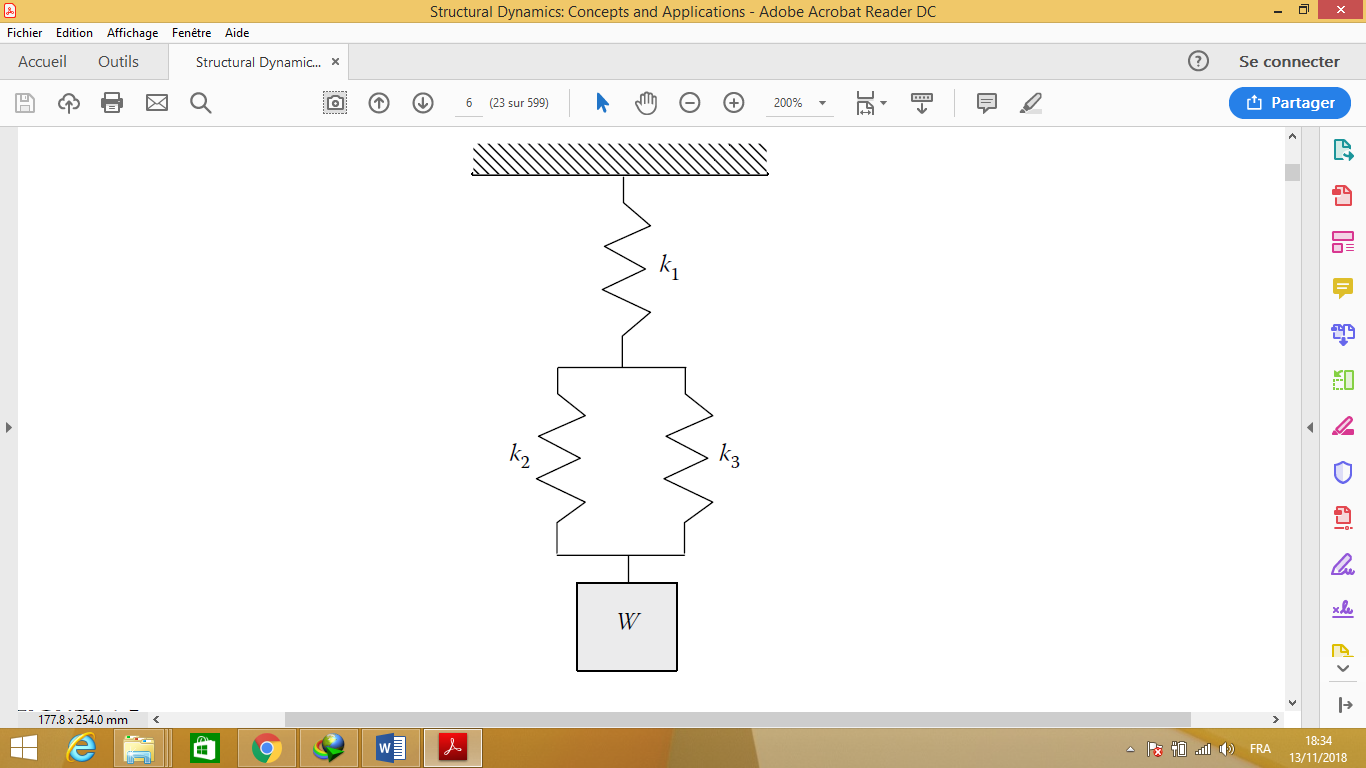 Structural Dynamics: Concepts and Applications - Adobe Acrobat Reader DC
Fichier Edition Affichage Fenêtre Aide
Accueil Outils Structural Dynamic... × Se connecter
6 (23 sur 599) 200% Partager
k1
k2 k3
W
177.8 x 254.0 mm
FRA 18:34
13/11/2018